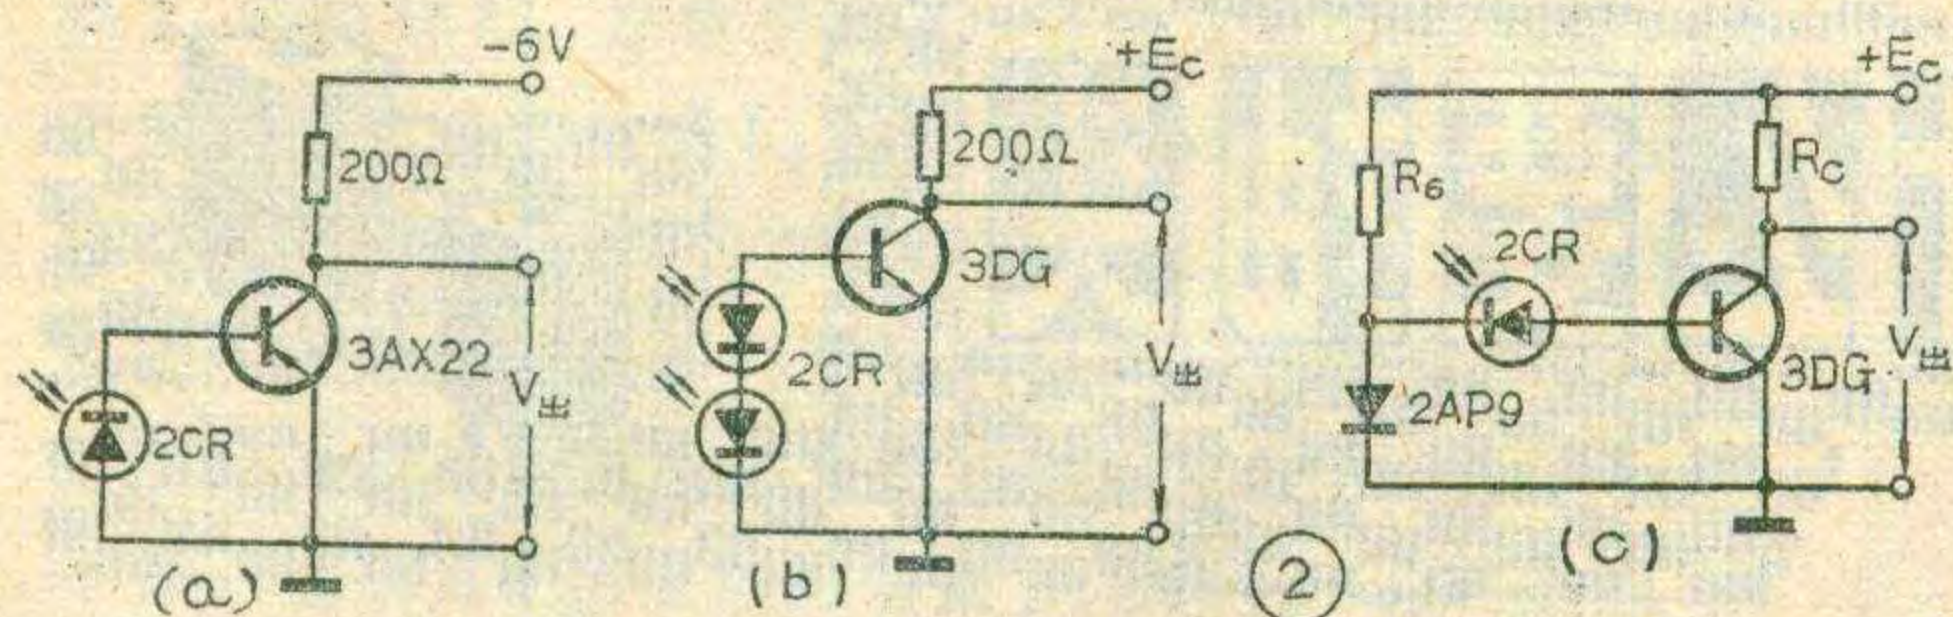 -6V
200Ω
3AX22
2CR
V出
(a)
+EC
200Ω
3DG
2CR
V出
(b)
2
+EC
R6
RC
2CR
3DG
2AP9
V出
(c)